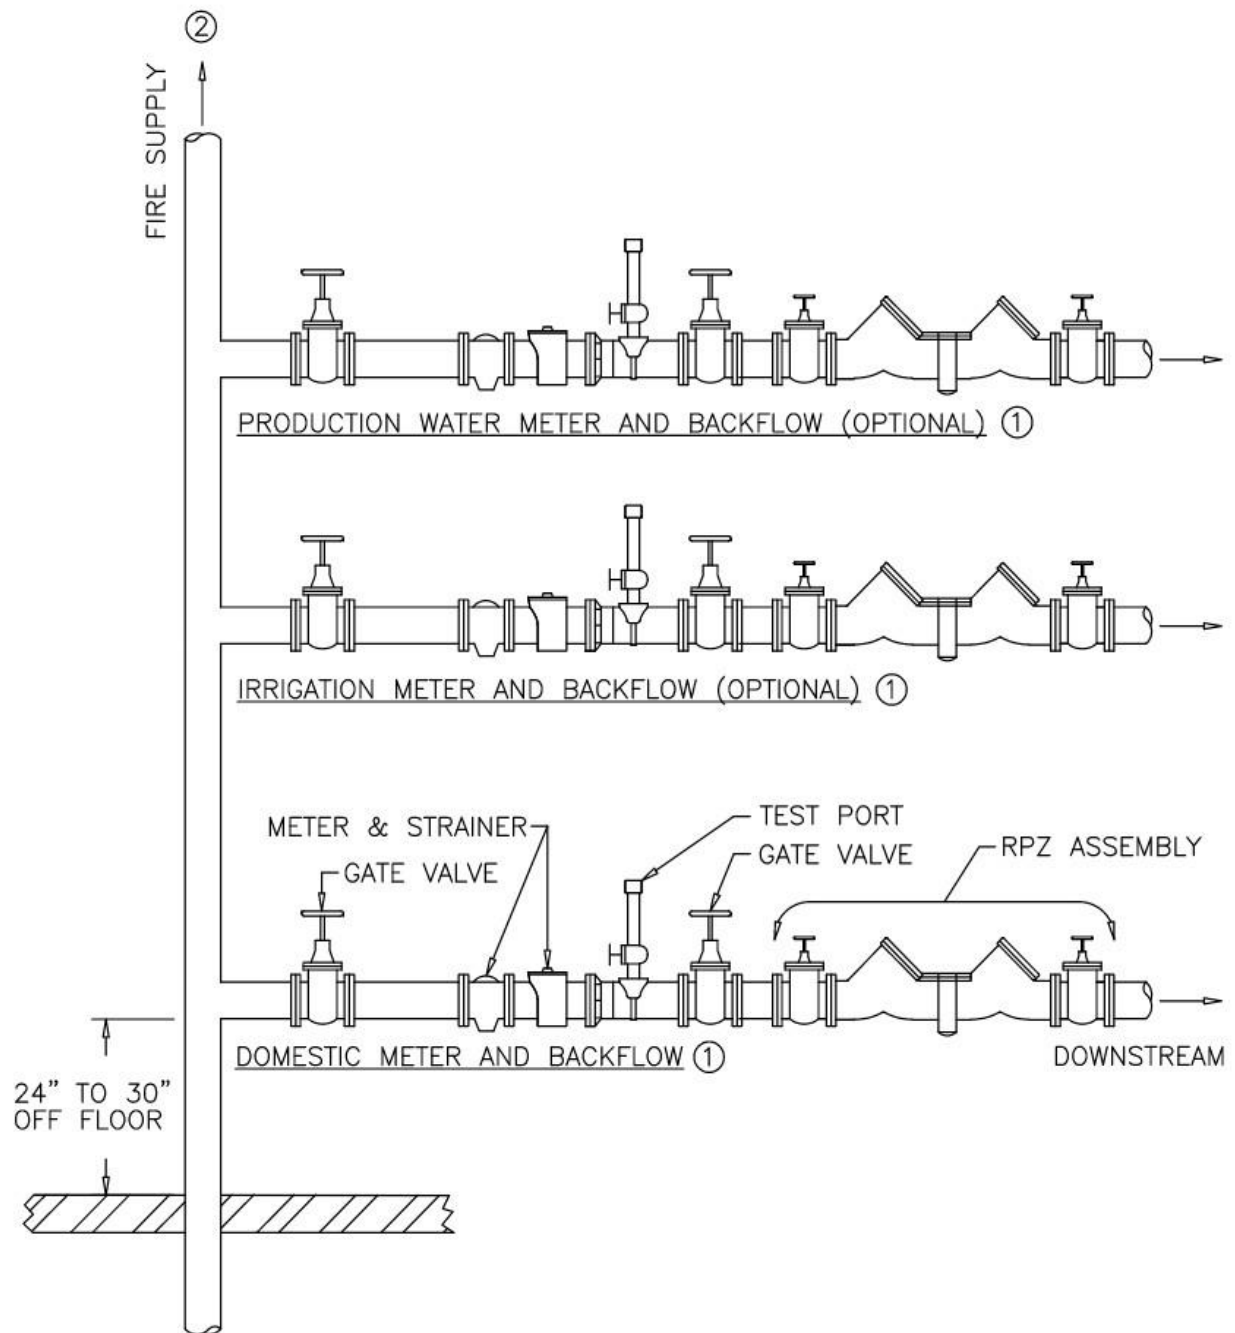 ②
FIRE SUPPLY
PRODUCTION WATER METER AND BACKFLOW (OPTIONAL) ①
IRRIGATION METER AND BACKFLOW (OPTIONAL) ①
METER & STRAINER
GATE VALVE
TEST PORT
GATE VALVE
RPZ ASSEMBLY
DOMESTIC METER AND BACKFLOW ①
DOWNSTREAM
24" TO 30"
OFF FLOOR